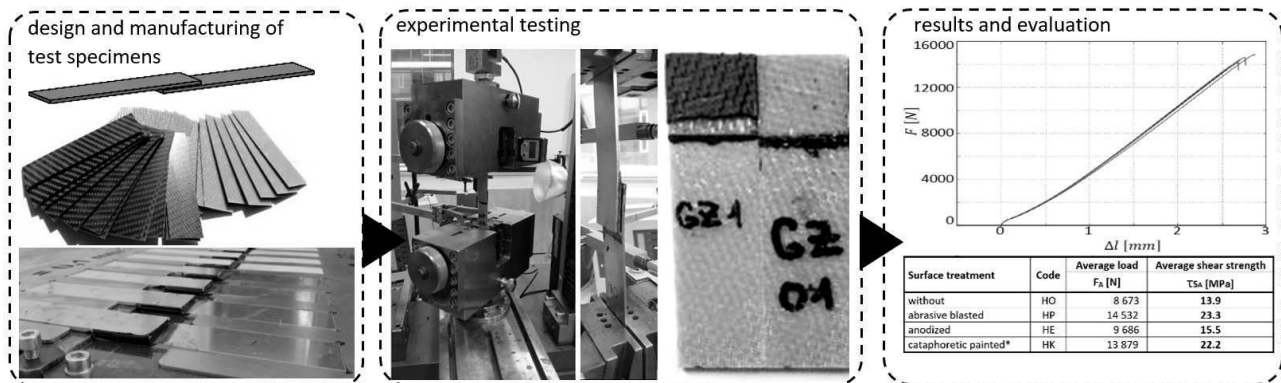 design and manufacturing of
test specimens
experimental testing
GZ1
GZ
01
results and evaluation
16000
12000
8000
4000
0
F [N]
0
1
2
3
Δl [mm]
Surface treatment Code Average load Average shear strength
FA [N] τSA [MPa]
without HO 8 673 13.9
abrasive blasted HP 14 532 23.3
anodized HE 9 686 15.5
cataphoretic painted* HK 13 879 22.2